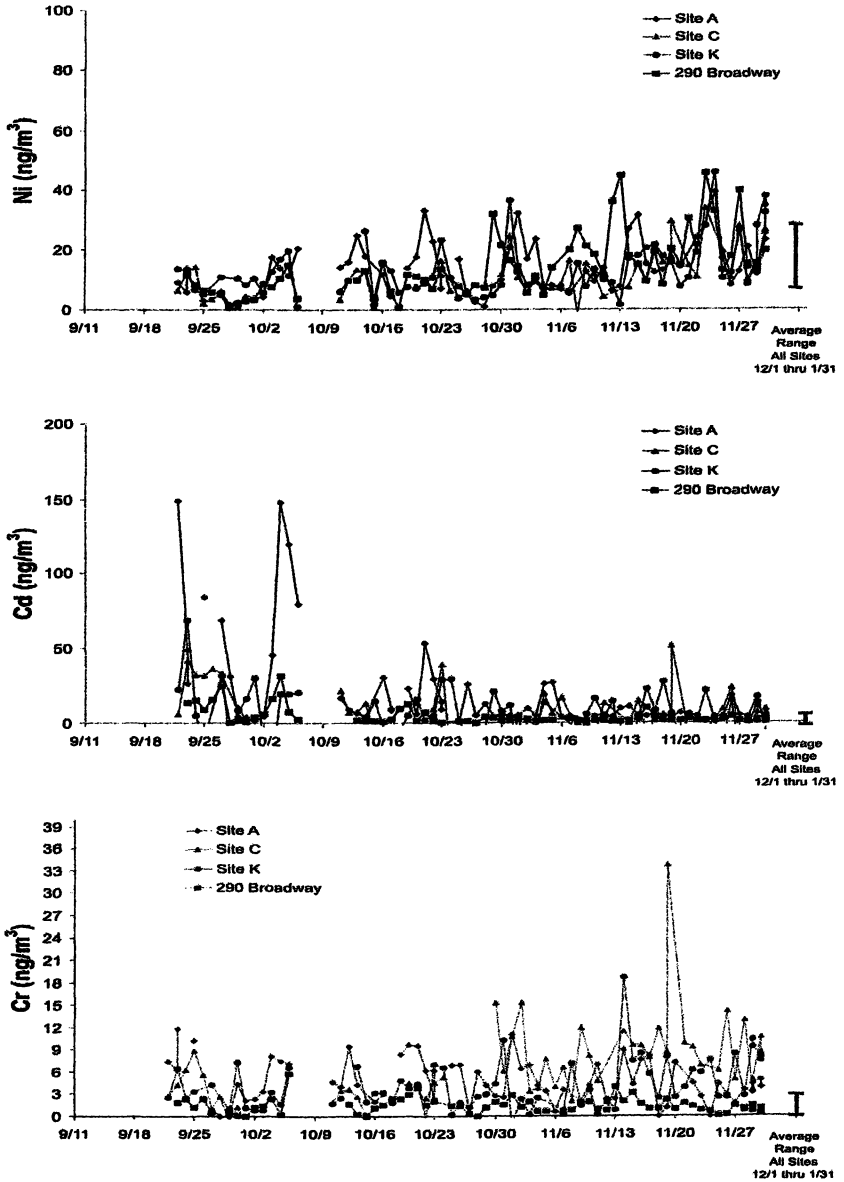 100
80
60
40
20
0
Ni (ng/m³)
Site A
Site C
Site K
290 Broadway
9/11 9/18 9/25 10/2 10/9 10/16 10/23 10/30 11/6 11/13 11/20 11/27
Average
Range
All Sites
12/1 thru 1/31
200
150
100
50
0
Cd (ng/m³)
Site A
Site C
Site K
290 Broadway
9/11 9/18 9/25 10/2 10/9 10/16 10/23 10/30 11/6 11/13 11/20 11/27
Average
Range
All Sites
12/1 thru 1/31
39
36
33
30
27
24
21
18
15
12
9
6
3
0
Cr (ng/m³)
Site A
Site C
Site K
290 Broadway
9/11 9/18 9/25 10/2 10/9 10/16 10/23 10/30 11/6 11/13 11/20 11/27
Average
Range
All Sites
12/1 thru 1/31